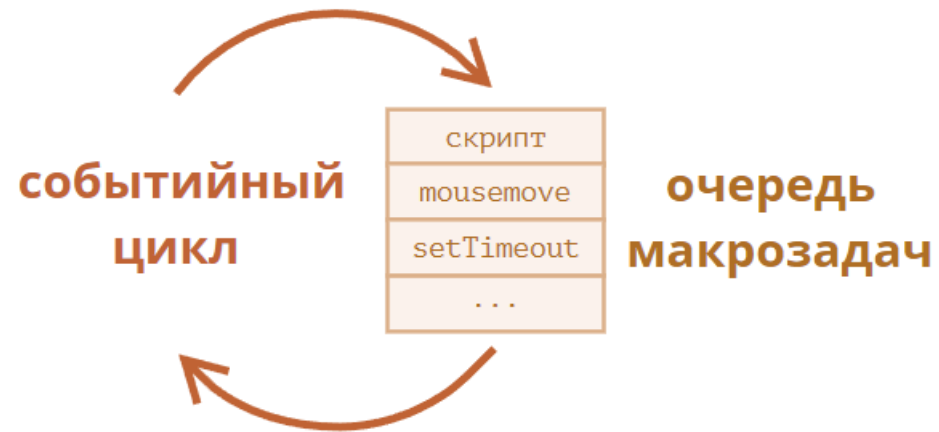 событийный
цикл
скрипт
mousemove
setTimeout
...
очередь
макрозадач